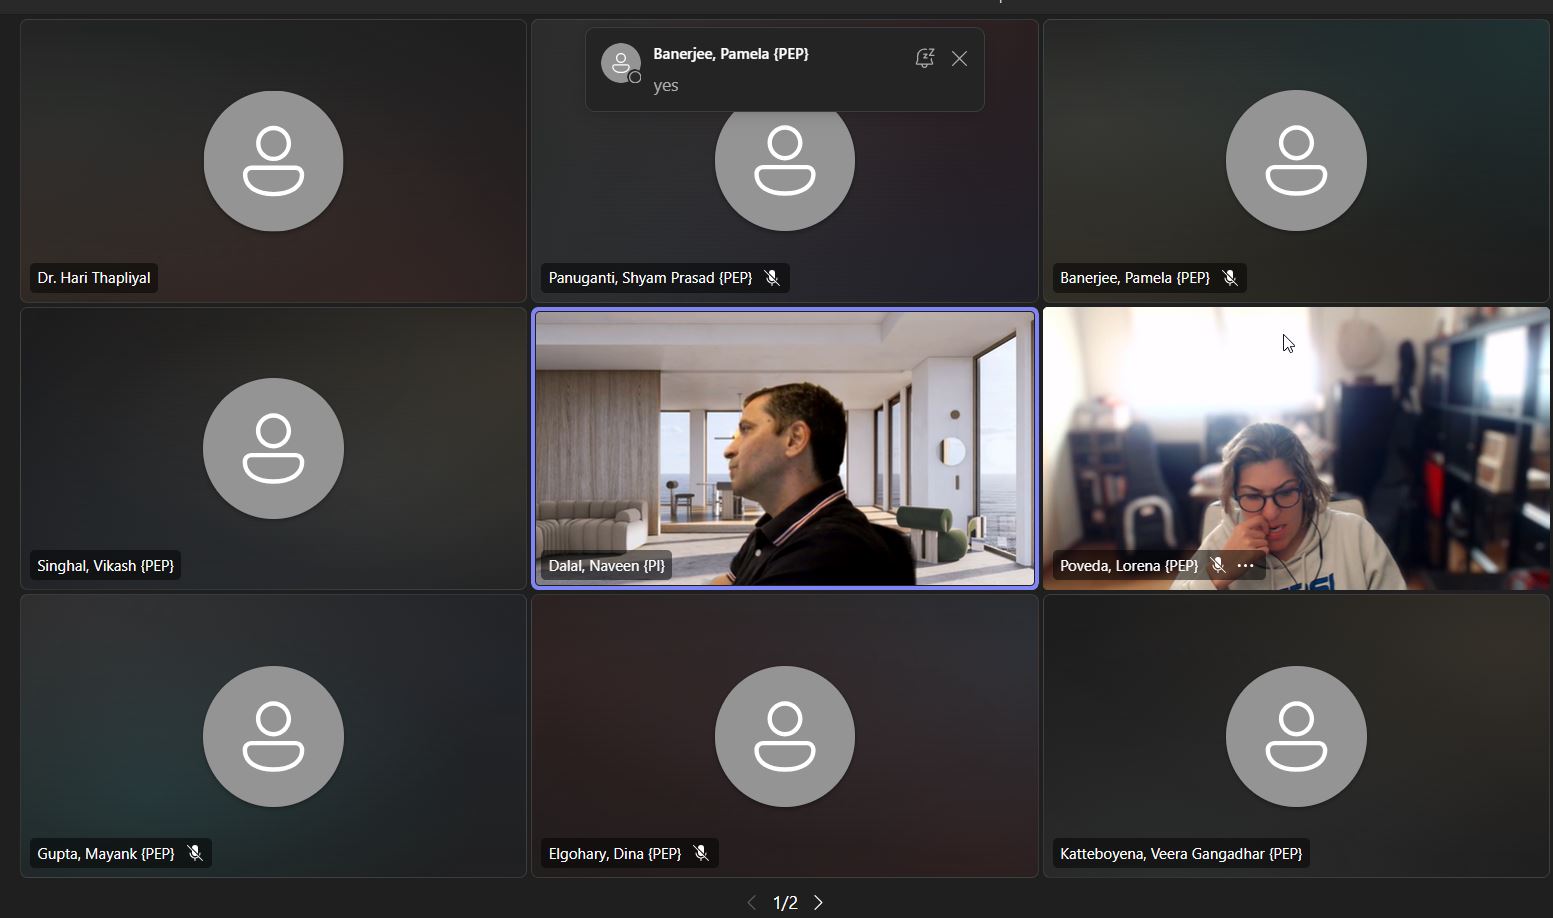 Banerjee, Pamela {PEP}
yes
Dr. Hari Thapliyal
Panuganti, Shyam Prasad {PEP}
Banerjee, Pamela {PEP}
Singhal, Vikash {PEP}
Dalal, Naveen {PI}
Poveda, Lorena {PEP}
Gupta, Mayank {PEP}
Elgohary, Dina {PEP}
Katteboyena, Veera Gangadhar {PEP}
1/2